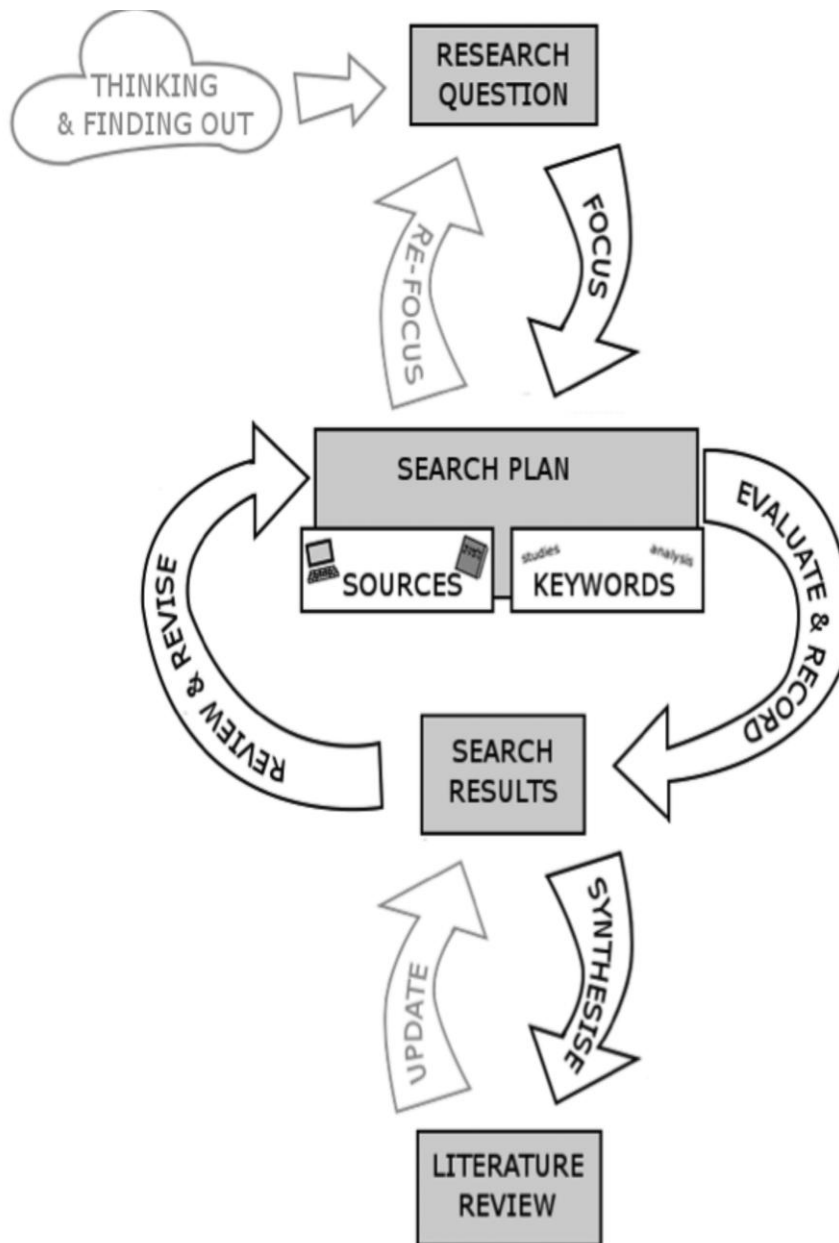 THINKING
& FINDING OUT
RESEARCH
QUESTION
RE-FOCUS
FOCUS
SEARCH PLAN
studies
analysis
SOURCES
KEYWORDS
EVALUATE & RECORD
REVIEW & REVISE
SEARCH
RESULTS
UPDATE
SYNTHESISE
LITERATURE
REVIEW